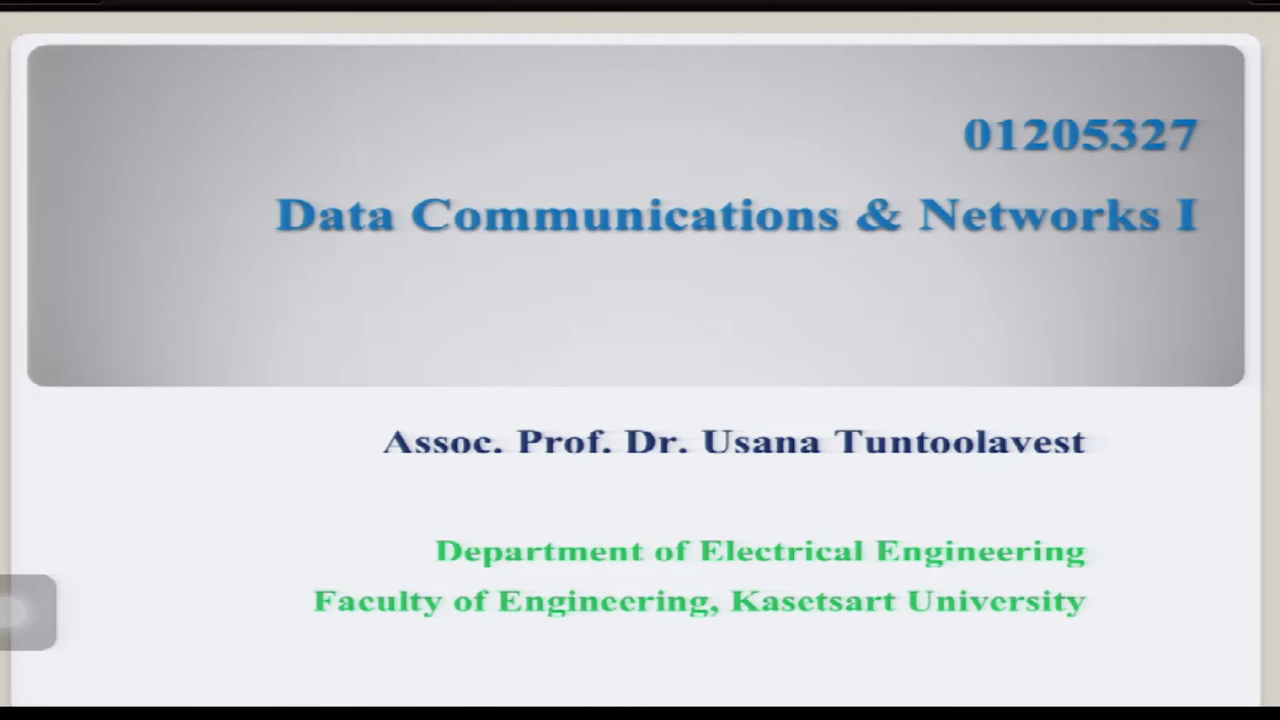 01205327
Data Communications & Networks I
Assoc. Prof. Dr. Usana Tuntoolavest
Department of Electrical Engineering
Faculty of Engineering, Kasetsart University